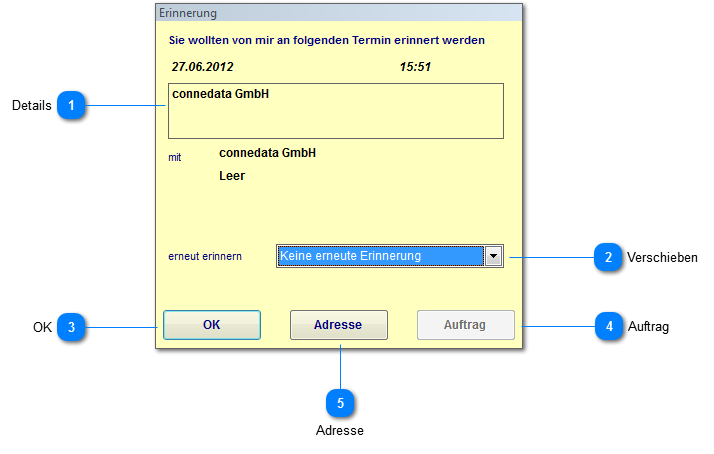 Erinnerung
Sie wollten von mir an folgenden Termin erinnert werden
27.06.2012 15:51
connedata GmbH
Details 1
mit connedata GmbH
Leer
erneut erinnern Keine erneute Erinnerung
2 Verschieben
OK 3
OK Adresse Auftrag
4 Auftrag
5
Adresse